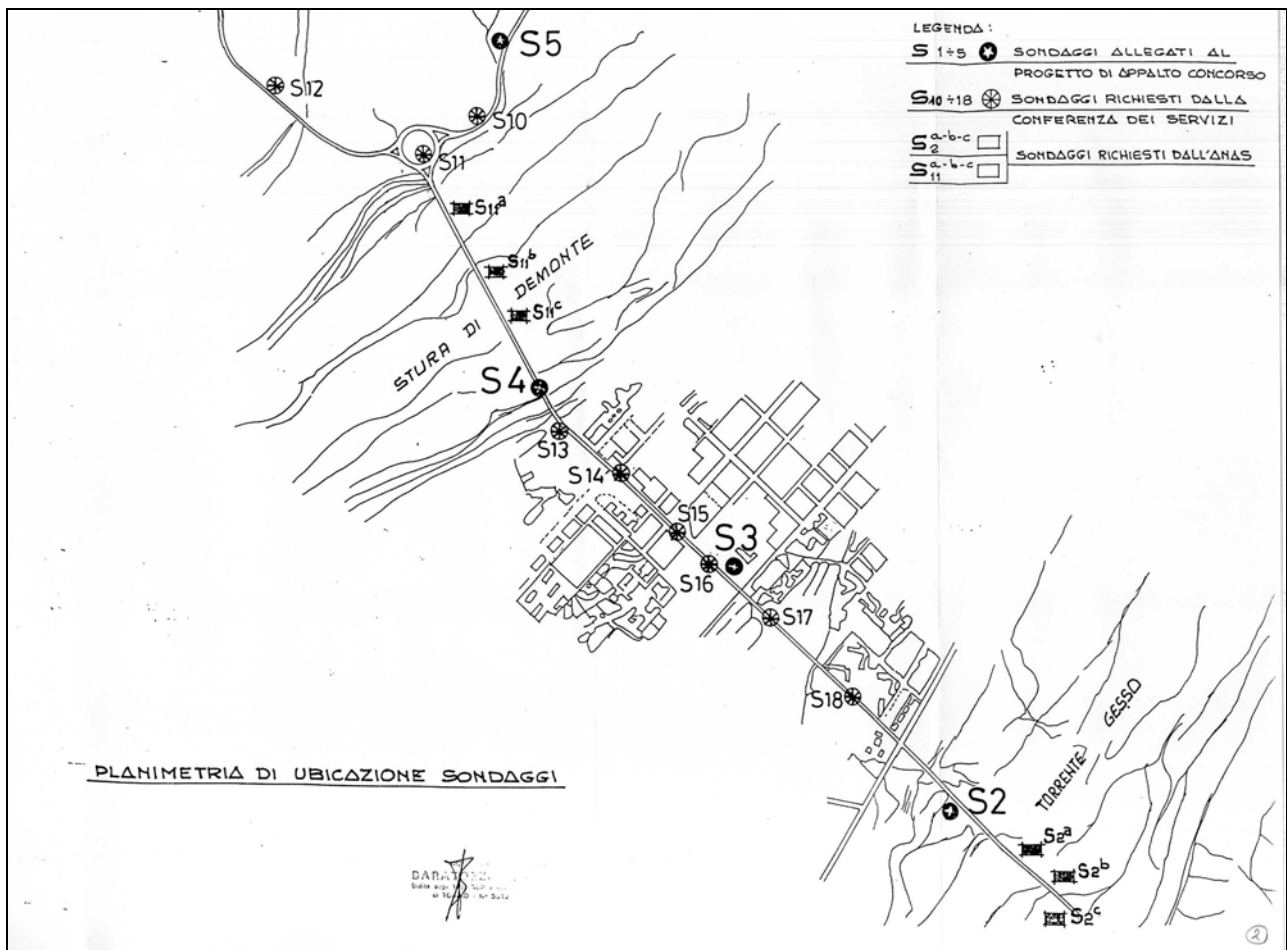 LEGENDA :
S 1÷5 SONDAGGI ALLEGATI AL
PROGETTO DI APPALTO CONCORSO
S10÷18 SONDAGGI RICHIESTI DALLA
CONFERENZA DEI SERVIZI
S2 a-b-c
S11 a-b-c
SONDAGGI RICHIESTI DALL'ANAS
S5
S12
S10
S11
S11a
S11b
S11c
STURA DI DEMONTE
S4
S13
S14
S15
S3
S16
S17
S18
TORRENTE GESSO
S2
S2a
S2b
S2c
PLANIMETRIA DI UBICAZIONE SONDAGGI
2